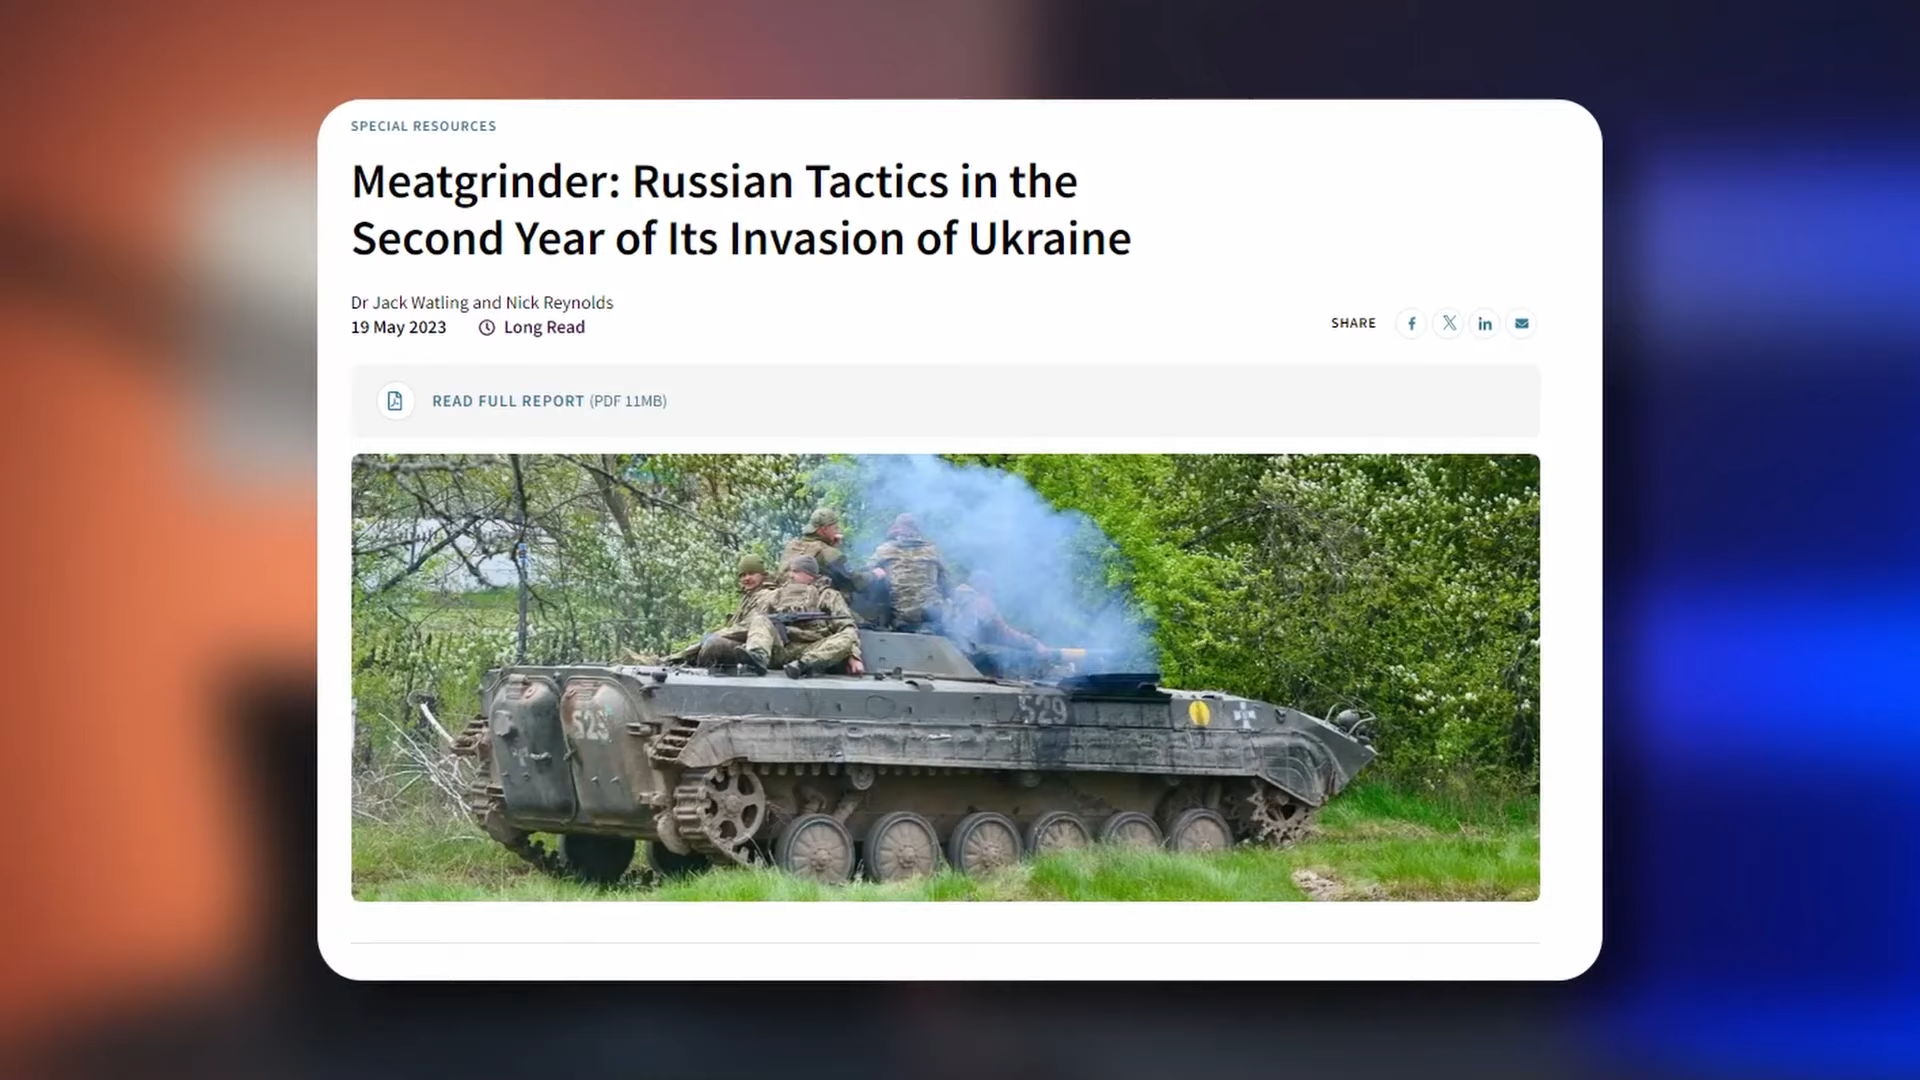 SPECIAL RESOURCES
Meatgrinder: Russian Tactics in the
Second Year of Its Invasion of Ukraine
Dr Jack Watling and Nick Reynolds
19 May 2023 Long Read
SHARE
READ FULL REPORT (PDF 11MB)
529
529